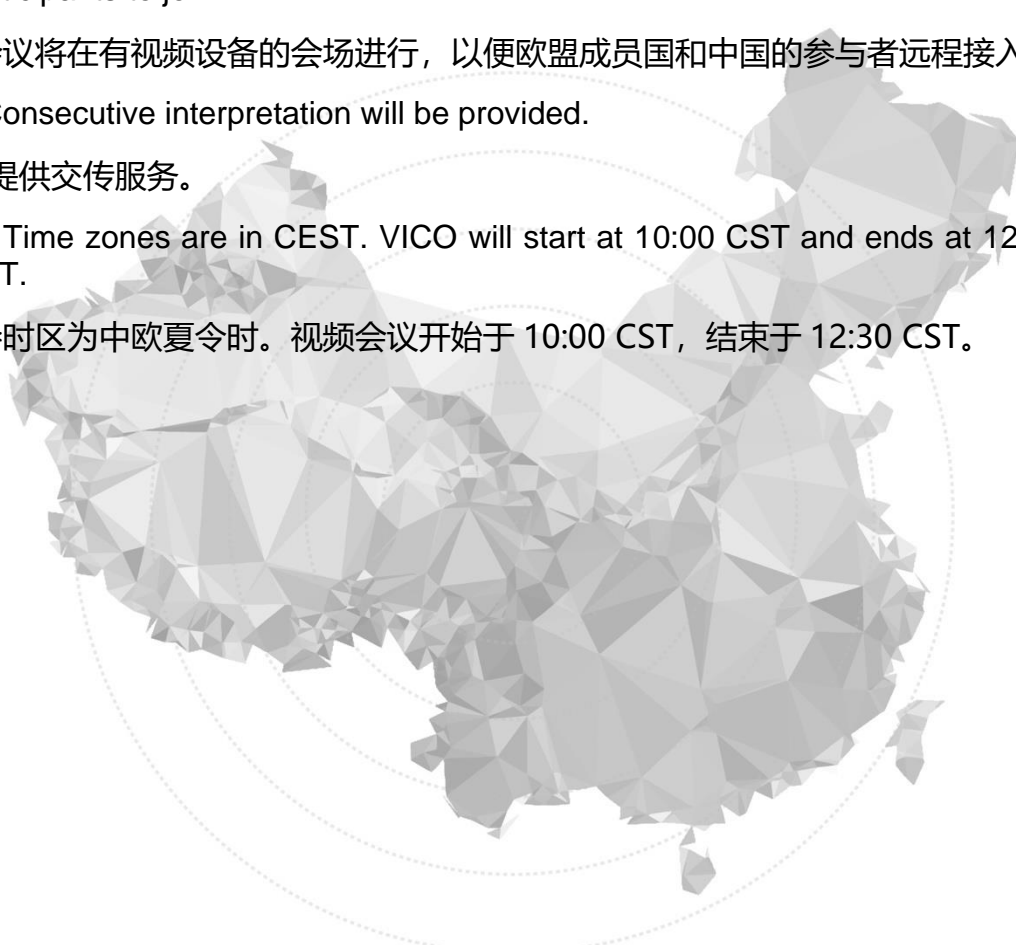 议将在有视频设备的会场进行，以便欧盟成员国和中国的参与者远程接入
onsecutive interpretation will be provided.
提供交传服务。
Time zones are in CEST. VICO will start at 10:00 CST and ends at 12
T.
时区为中欧夏令时。视频会议开始于 10:00 CST，结束于 12:30 CST。